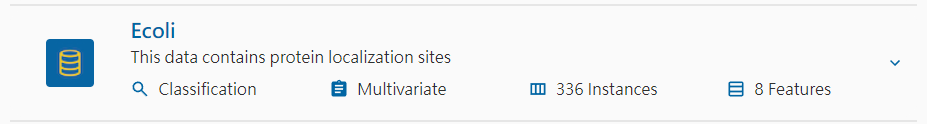 Ecoli
This data contains protein localization sites
Classification Multivariate 336 Instances 8 Features